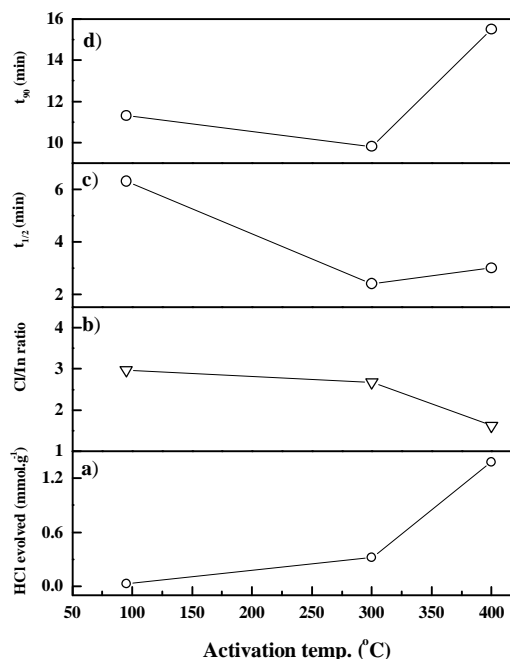 16
d)
14
12
10
t90 (min)
c)
6
4
2
t1/2 (min)
b)
4
3
2
1
Cl/In ratio
a)
1.2
0.6
0.0
HCl evolved (mmol.g-1)
50 100 150 200 250 300 350 400
Activation temp. (oC)